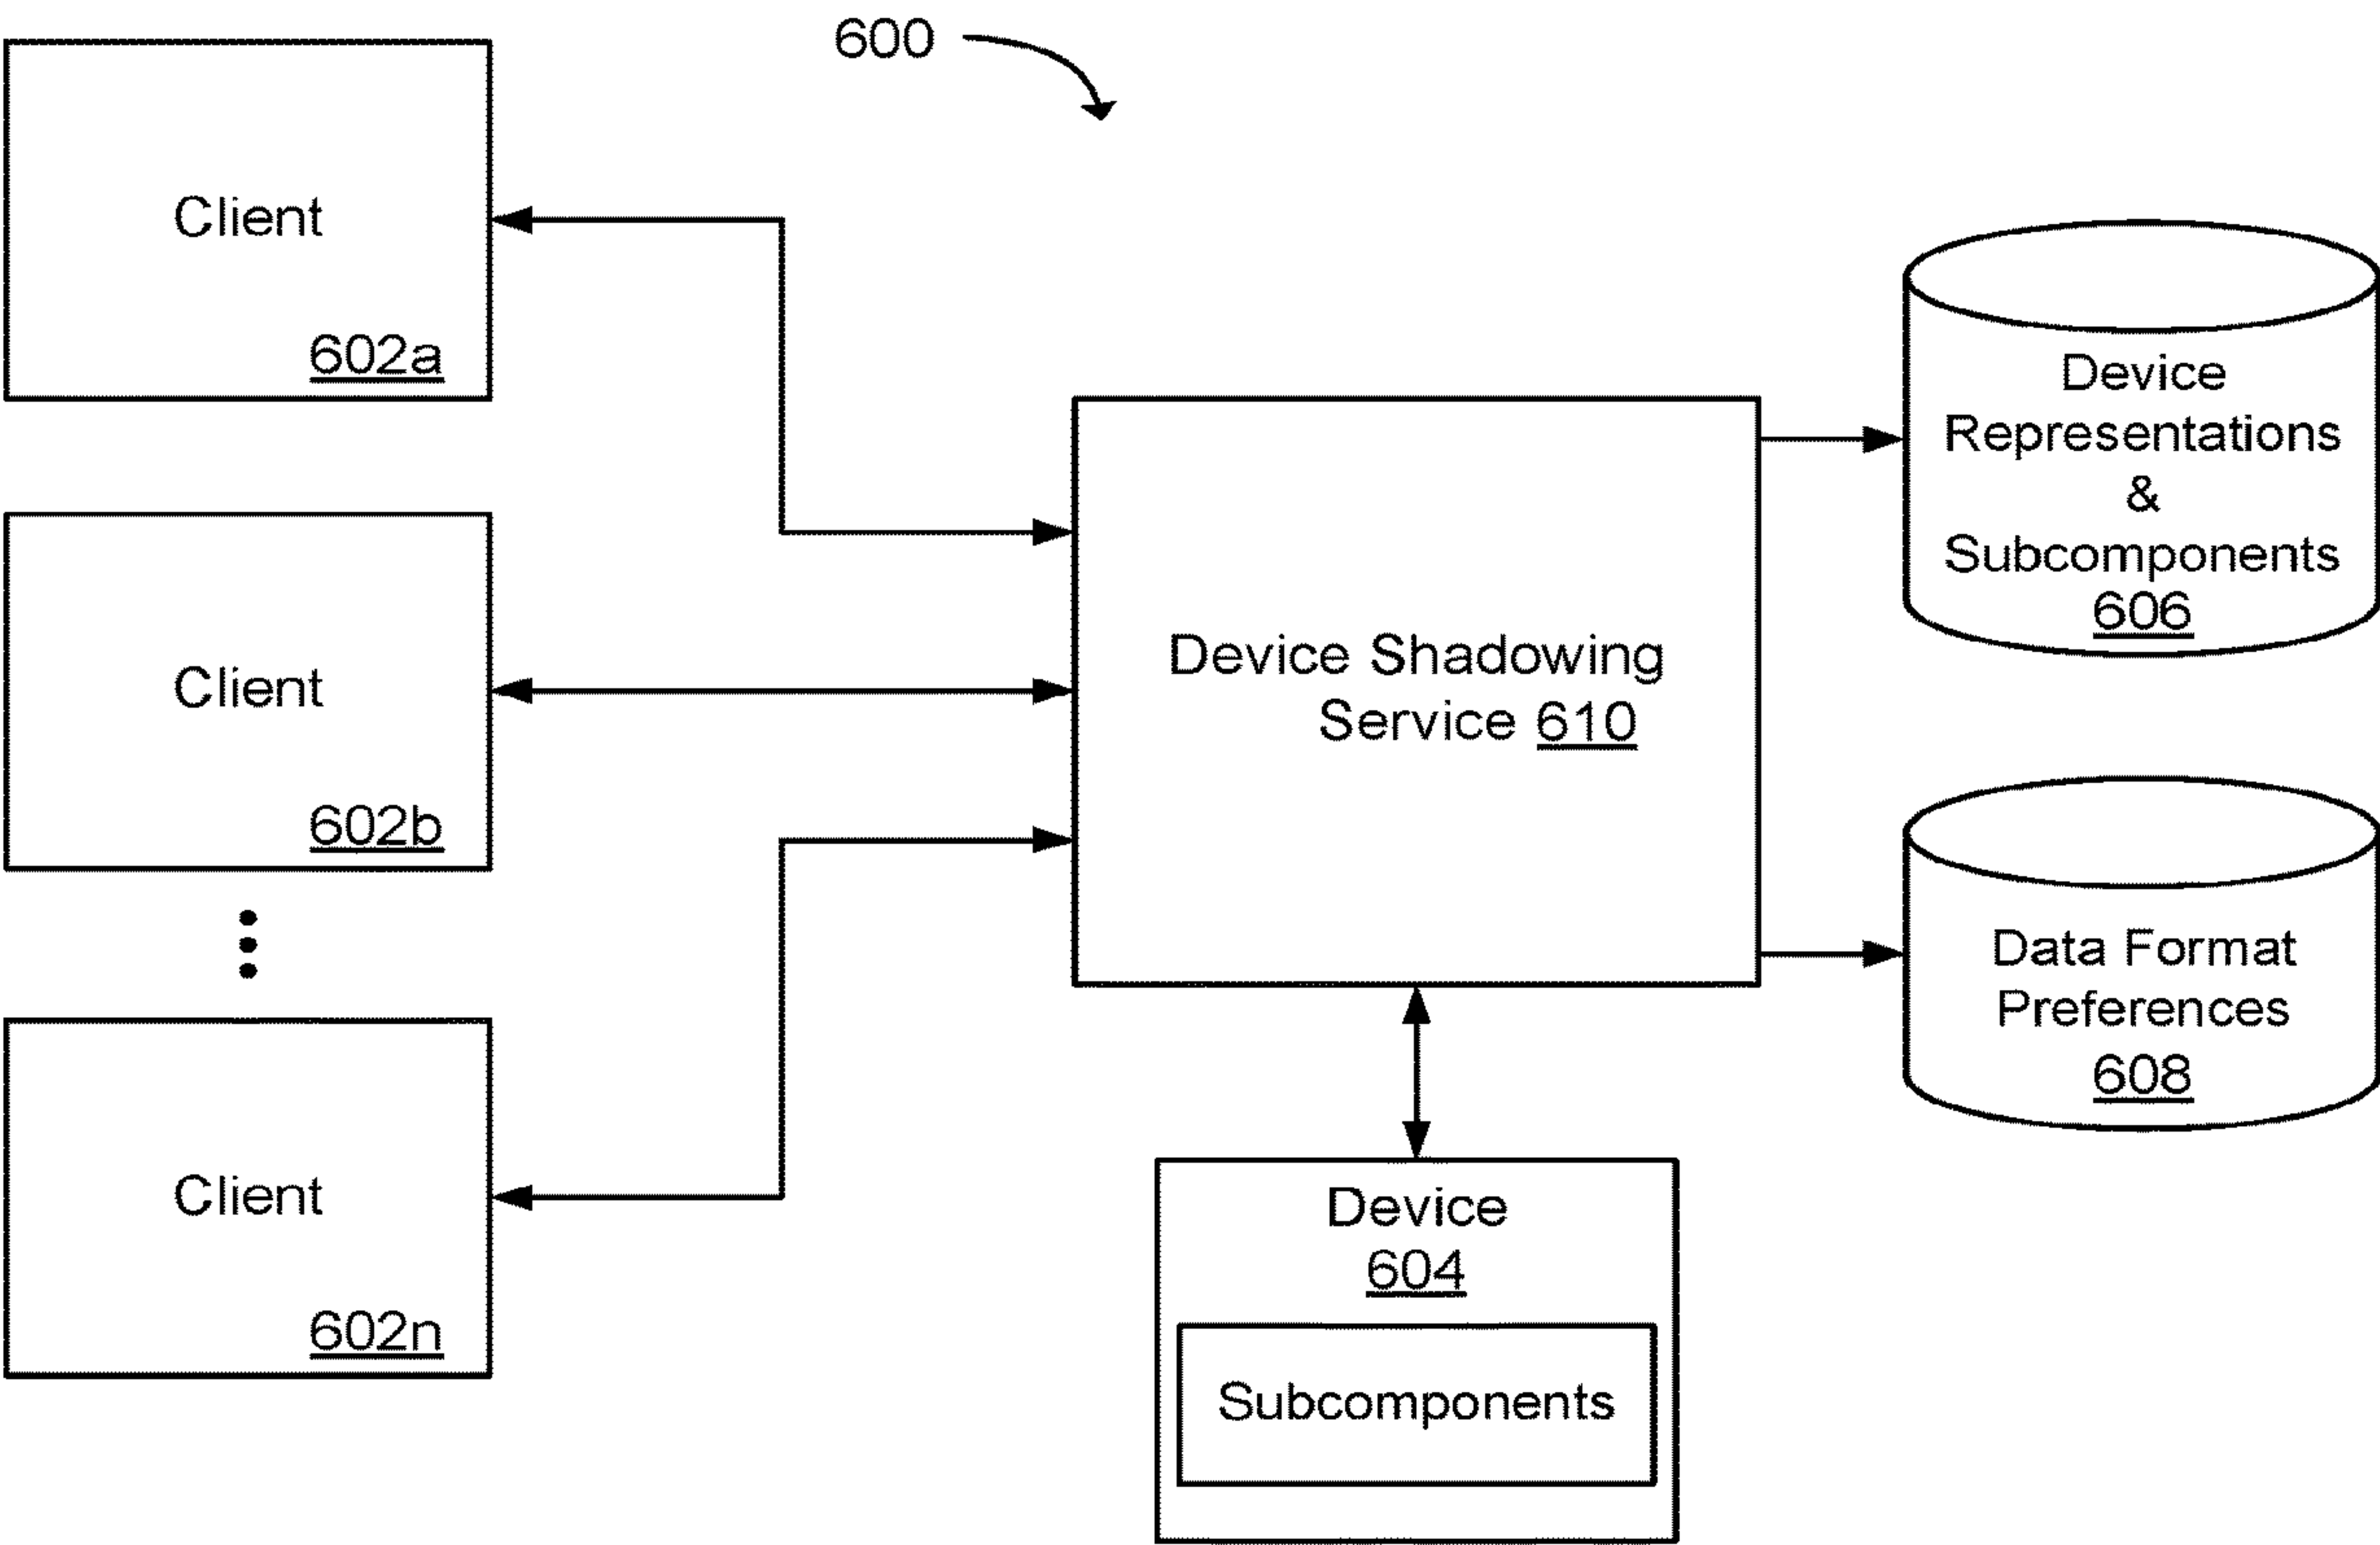 600
Client
602a
Client
602b
Client
602n
Device Shadowing
Service 610
Device
604
Subcomponents
Device
Representations
&
Subcomponents
606
Data Format
Preferences
608